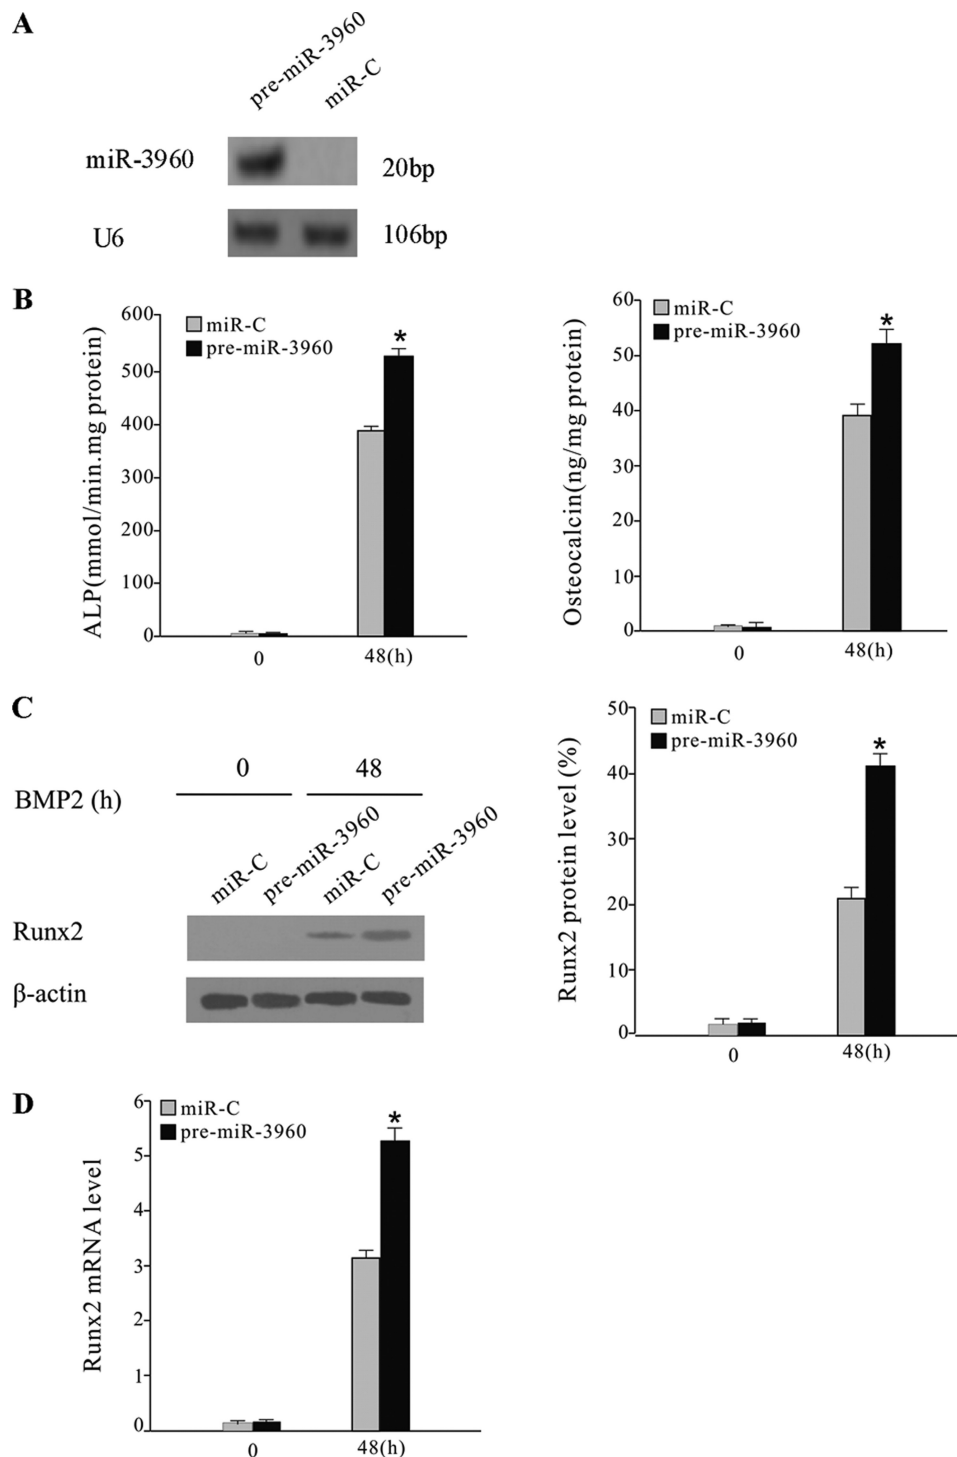 A
pre-miR-3960
miR-C
miR-3960
20bp
U6
106bp
B
ALP(mmol/min.mg protein)
600
500
400
300
200
100
0
miR-C
pre-miR-3960
*
0
48(h)
Osteocalcin(ng/mg protein)
60
50
40
30
20
10
0
miR-C
pre-miR-3960
*
0
48(h)
C
BMP2 (h)
0
48
miR-C
pre-miR-3960
miR-C
pre-miR-3960
Runx2
β-actin
Runx2 protein level (%)
50
40
30
20
10
0
miR-C
pre-miR-3960
*
0
48(h)
D
Runx2 mRNA level
6
5
4
3
2
1
0
miR-C
pre-miR-3960
*
0
48(h)